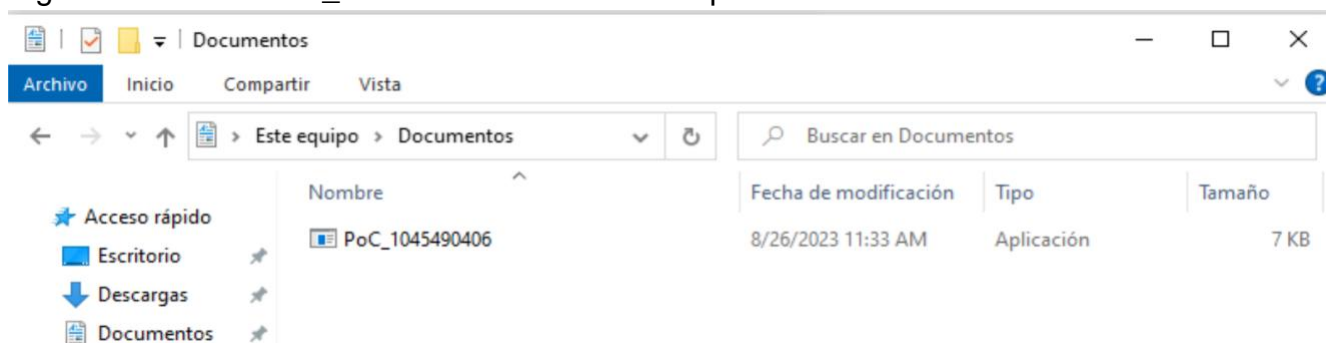 Documentos
Archivo Inicio Compartir Vista
Este equipo > Documentos Buscar en Documentos
Nombre Fecha de modificación Tipo Tamaño
Acceso rápido
PoC_1045490406 8/26/2023 11:33 AM Aplicación 7 KB
Escritorio
Descargas
Documentos